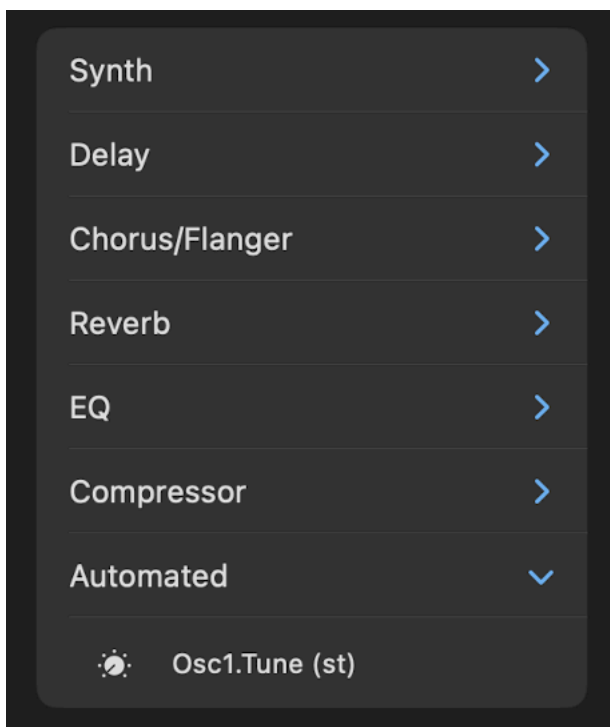 Synth
Delay
Chorus/Flanger
Reverb
EQ
Compressor
Automated
Osc1.Tune (st)